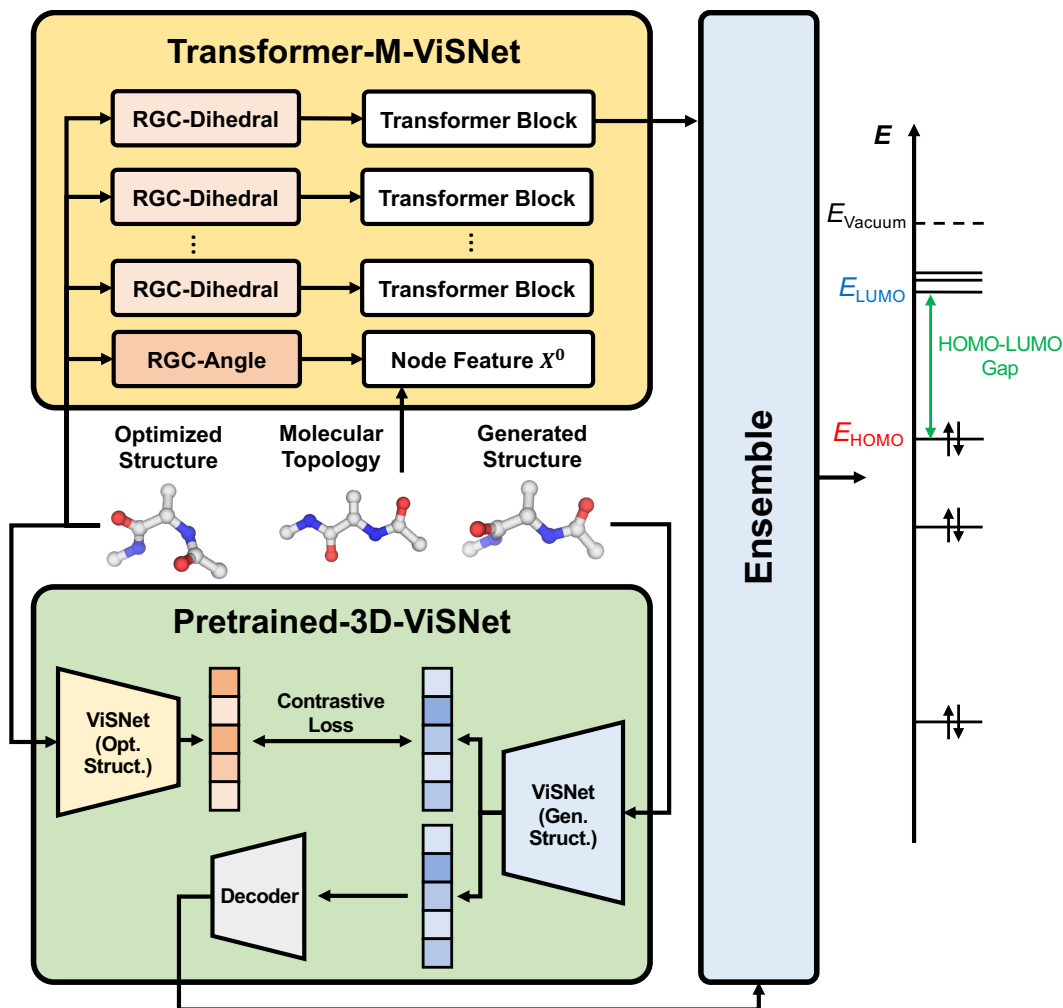 Transformer-M-ViSNet
RGC-Dihedral
Transformer Block
RGC-Dihedral
Transformer Block
...
...
RGC-Dihedral
Transformer Block
RGC-Angle
Node Feature X⁰
Optimized
Structure
Molecular
Topology
Generated
Structure
Pretrained-3D-ViSNet
ViSNet
(Opt.
Struct.)
Contrastive
Loss
ViSNet
(Gen.
Struct.)
Decoder
Ensemble
E
E_Vacuum
E_LUMO
HOMO-LUMO
Gap
E_HOMO